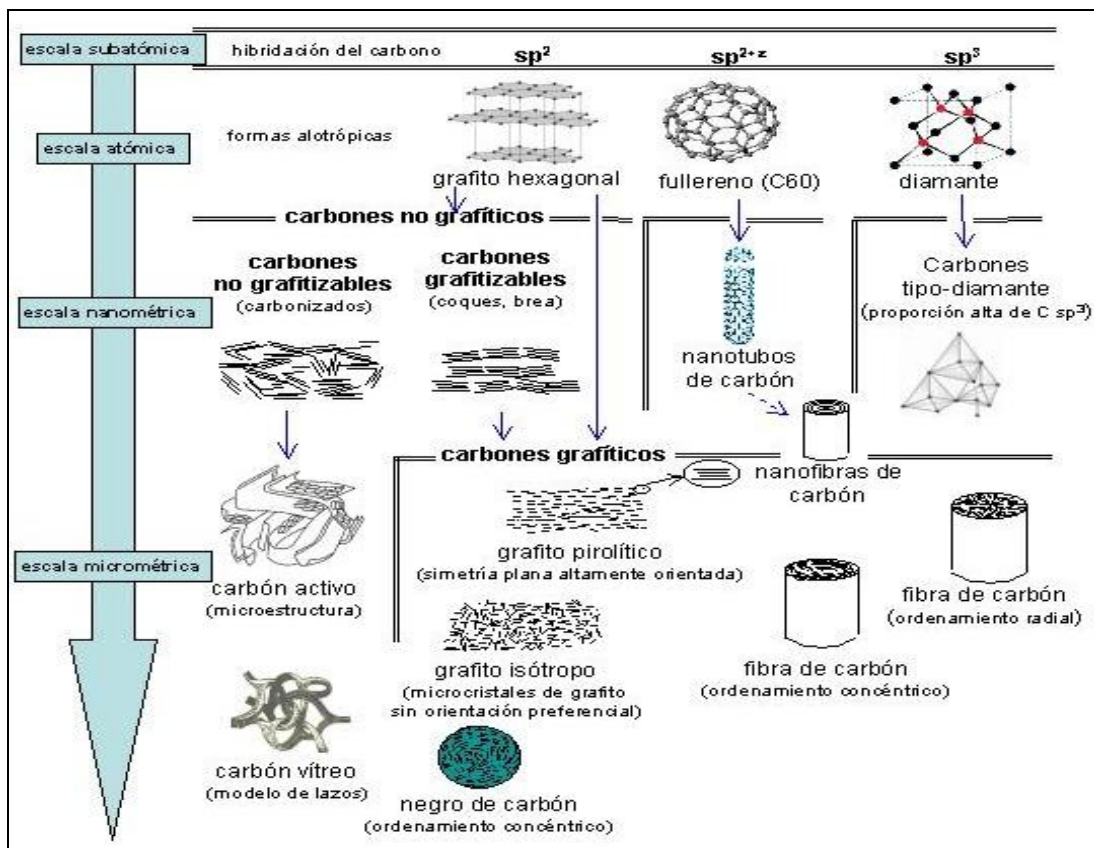 escala subatómica
hibridación del carbono
sp²
sp²⁺ᶻ
sp³
escala atómica
formas alotrópicas
grafito hexagonal
fullereno (C60)
diamante
carbones no grafíticos
carbones
no grafitizables
(carbonizados)
carbones
grafitizables
(coques, brea)
Carbones
tipo-diamante
(proporción alta de C sp³)
escala nanométrica
nanotubos
de carbón
carbones grafíticos
nanofibras de
carbón
grafito pirolítico
(simetría plana altamente orientada)
escala micrométrica
carbón activo
(microestructura)
fibra de carbón
(ordenamiento radial)
grafito isótropo
(microcristales de grafito
sin orientación preferencial)
fibra de carbón
(ordenamiento concéntrico)
carbón vítreo
(modelo de lazos)
negro de carbón
(ordenamiento concéntrico)